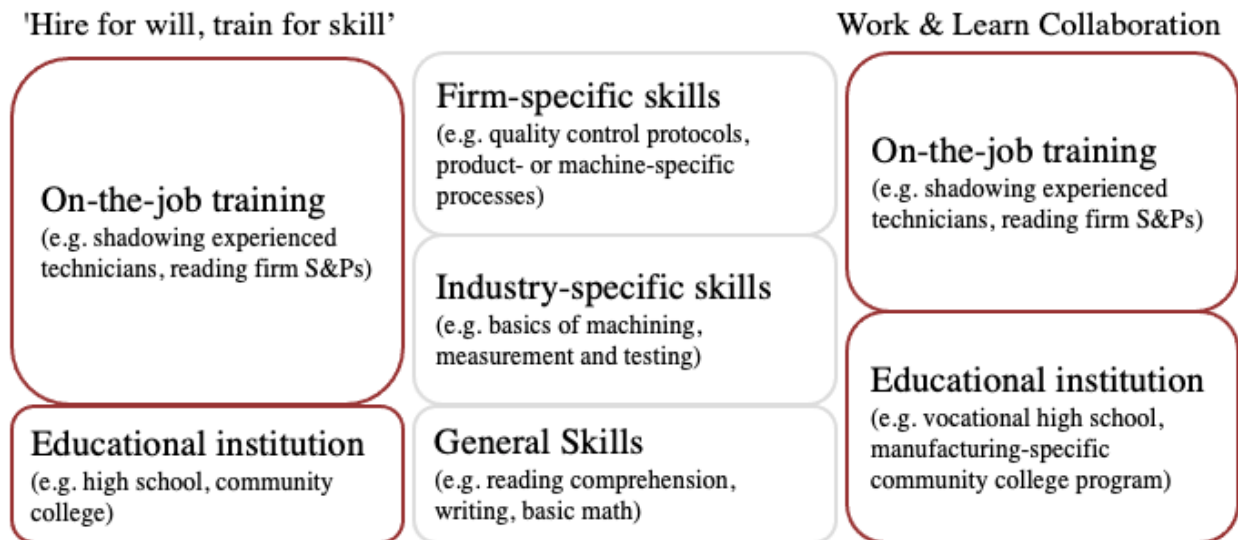 'Hire for will, train for skill’
On-the-job training
(e.g. shadowing experienced
technicians, reading firm S&Ps)
Educational institution
(e.g. high school, community
college)
Firm-specific skills
(e.g. quality control protocols,
product- or machine-specific
processes)
Industry-specific skills
(e.g. basics of machining,
measurement and testing)
General Skills
(e.g. reading comprehension,
writing, basic math)
Work & Learn Collaboration
On-the-job training
(e.g. shadowing experienced
technicians, reading firm S&Ps)
Educational institution
(e.g. vocational high school,
manufacturing-specific
community college program)